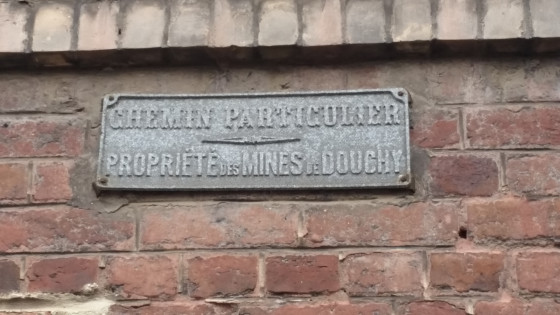 CHEMIN PARTICULIER
PROPRIÉTÉ DES MINES DE DOUCHY